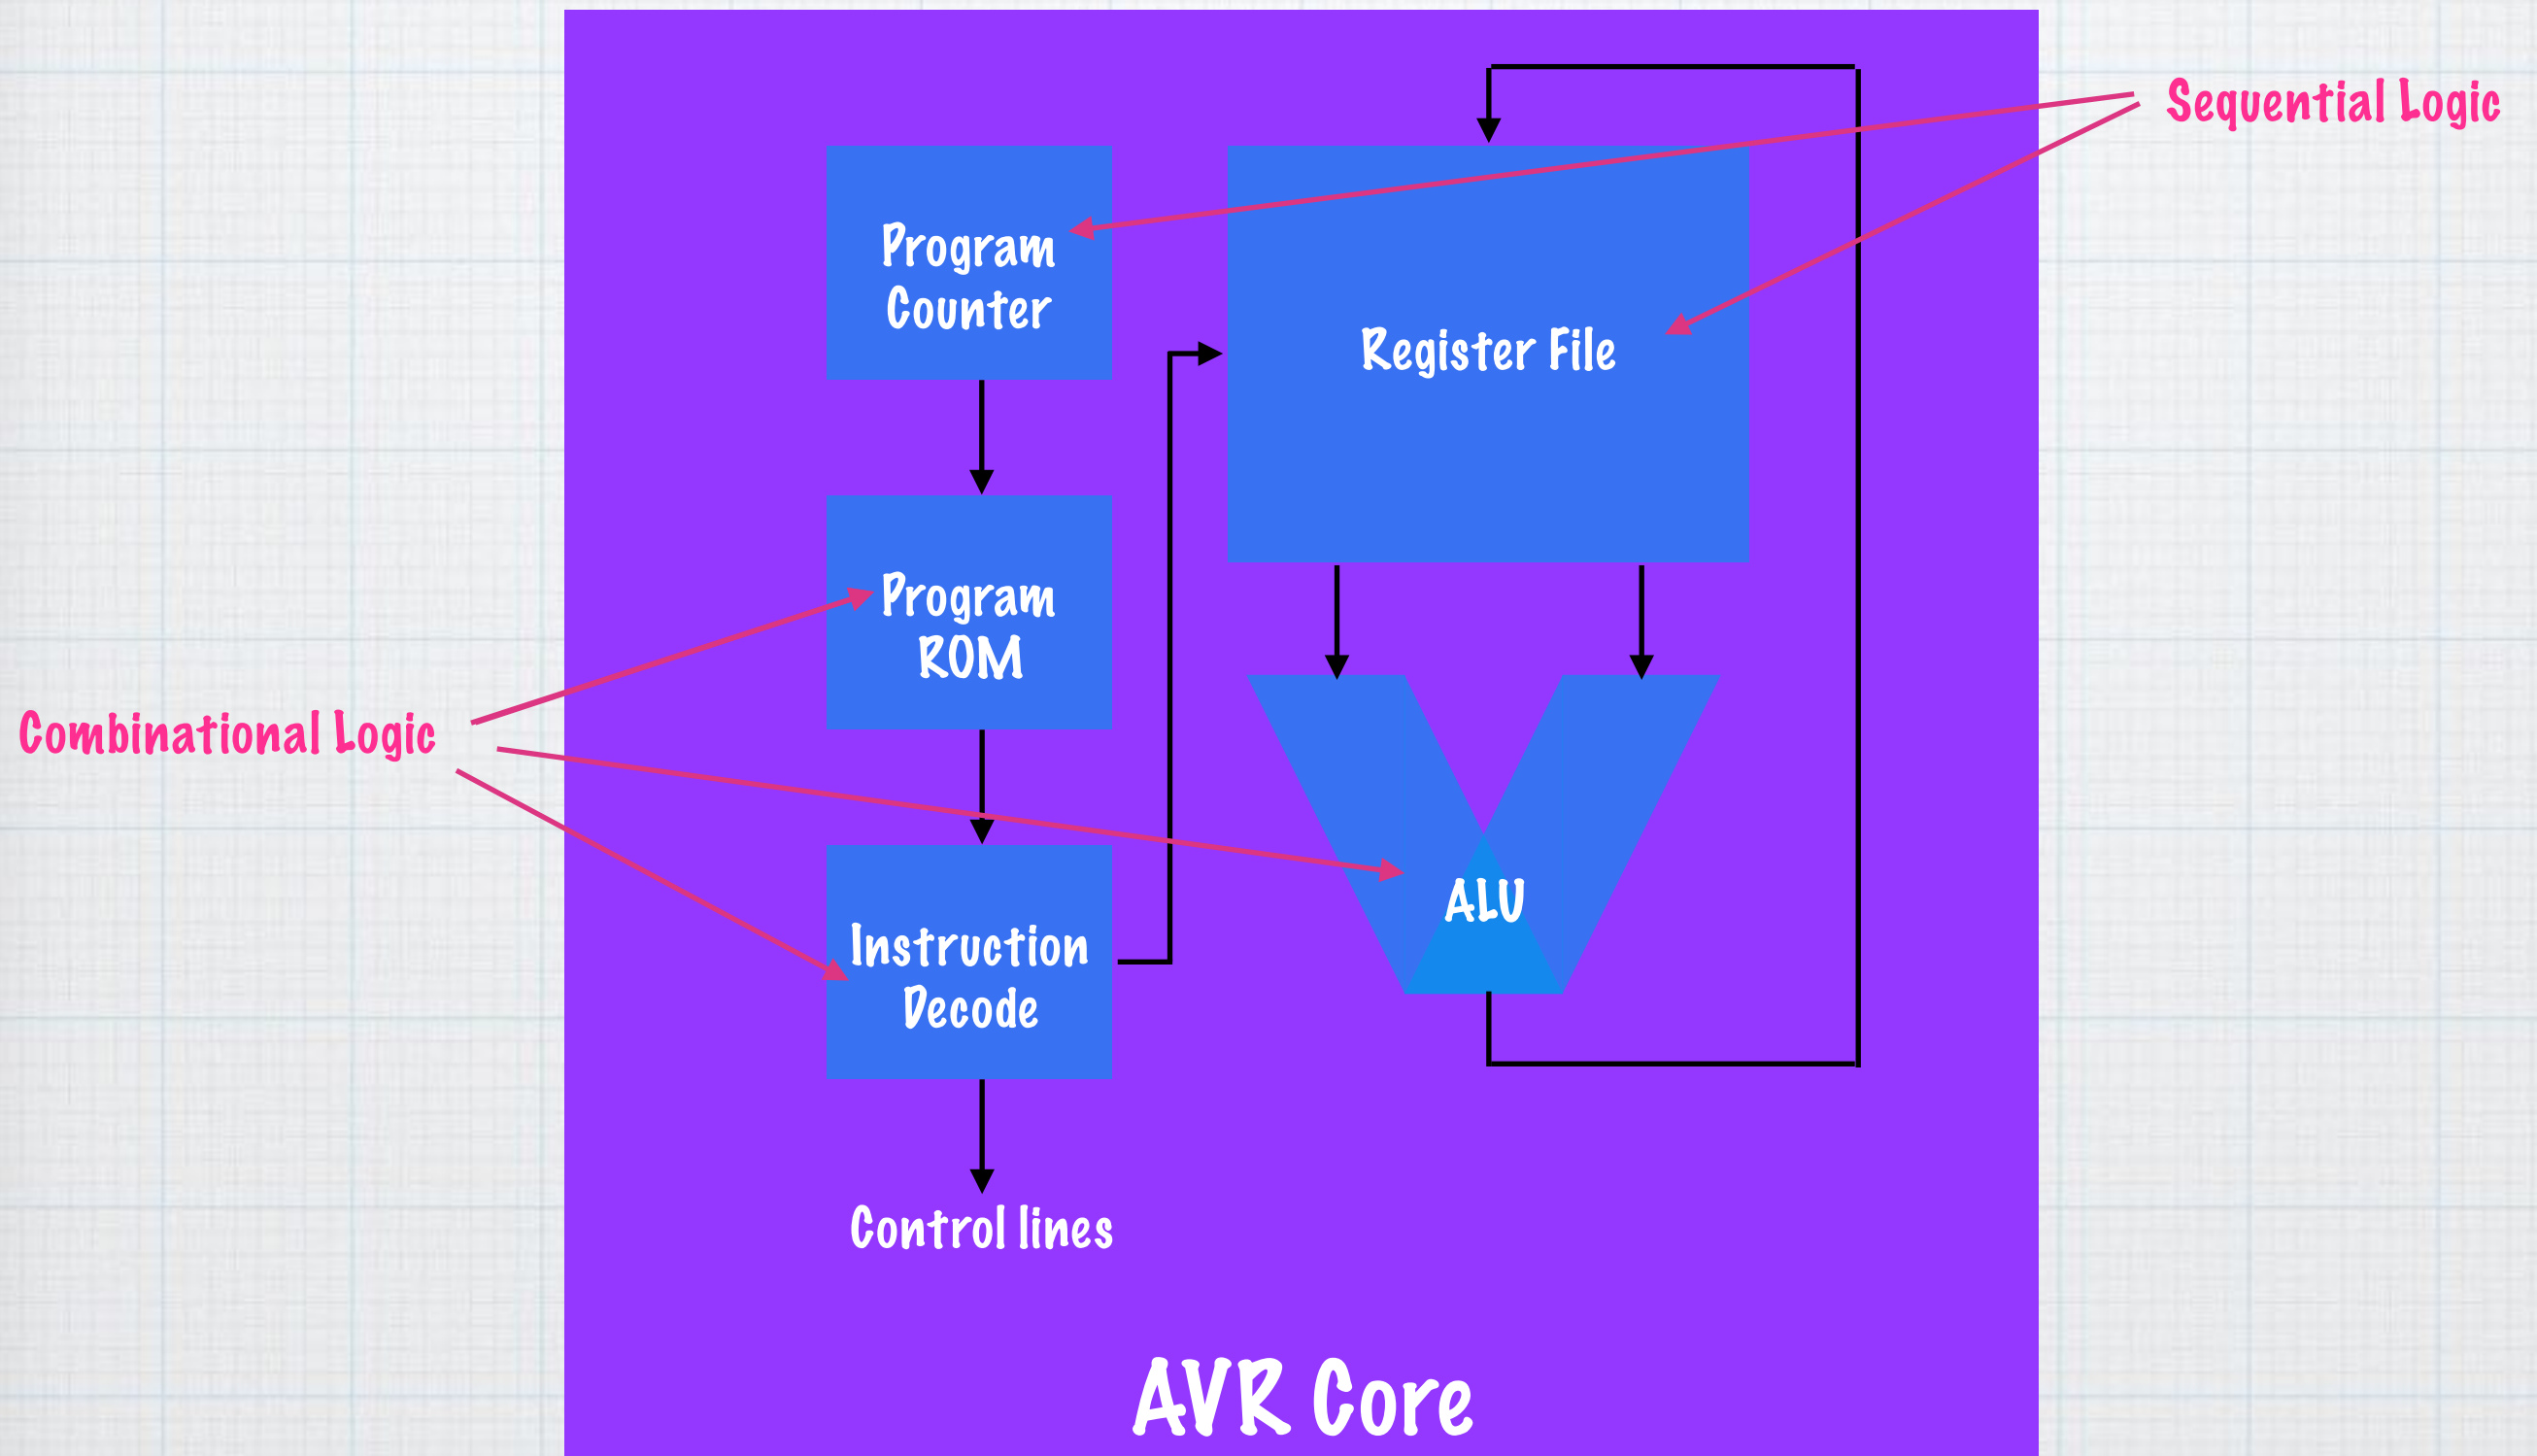 Sequential Logic
Program
Counter
Register File
Program
ROM
Combinational Logic
ALU
Instruction
Decode
Control lines
AVR Core